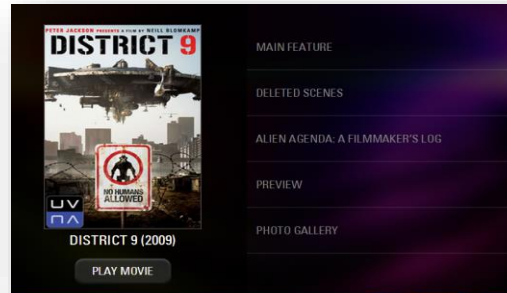 PETER JACKSON PRESENTS A FILM BY NEILL BLOMKAMP
DISTRICT 9
NO HUMANS
ALLOWED
UV
DISTRICT 9 (2009)
PLAY MOVIE
MAIN FEATURE
DELETED SCENES
ALIEN AGENDA: A FILMMAKER'S LOG
PREVIEW
PHOTO GALLERY